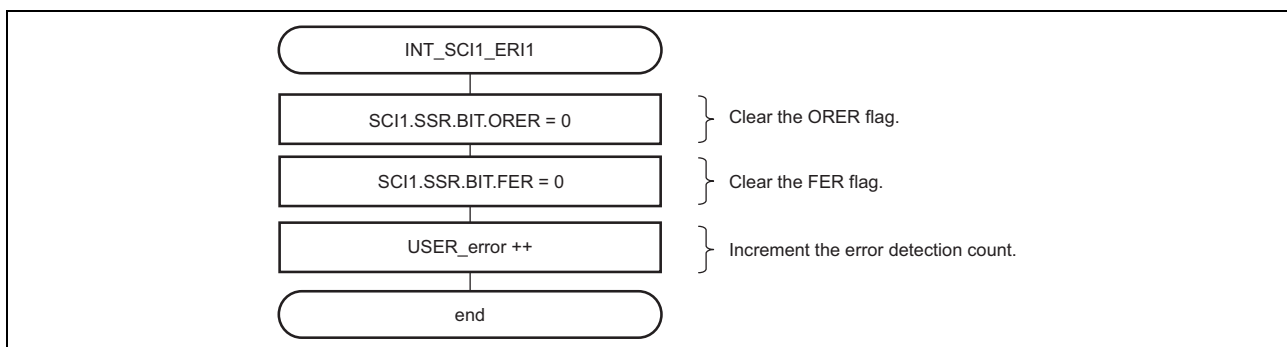 INT_SCI1_ERI1
SCI1.SSR.BIT.ORER = 0
Clear the ORER flag.
SCI1.SSR.BIT.FER = 0
Clear the FER flag.
USER_error ++
Increment the error detection count.
end